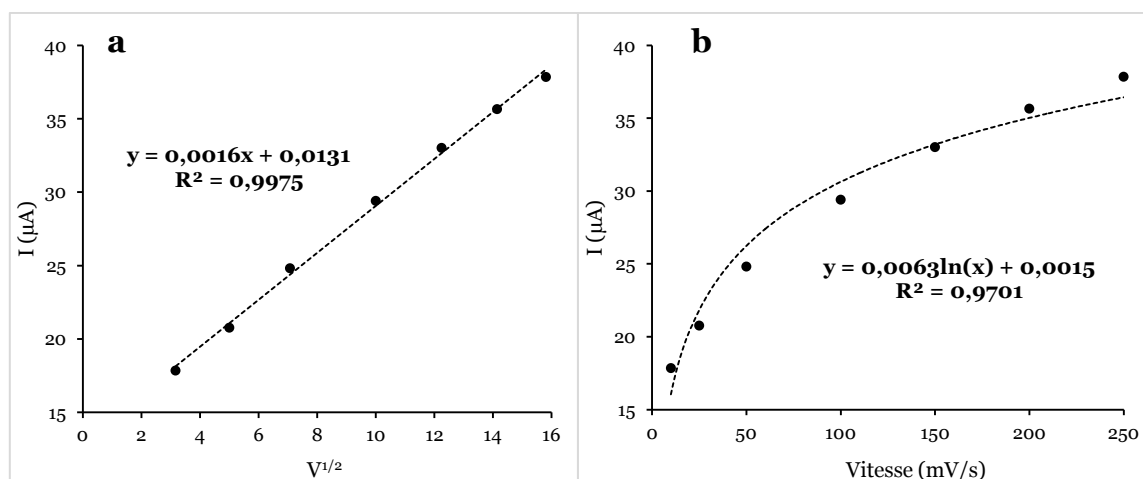 a
40
35
30
25
20
15
I (µA)
y = 0,0016x + 0,0131
R² = 0,9975
0 2 4 6 8 10 12 14 16
V¹/²
b
40
35
30
25
20
15
I (µA)
y = 0,0063ln(x) + 0,0015
R² = 0,9701
0 50 100 150 200 250
Vitesse (mV/s)